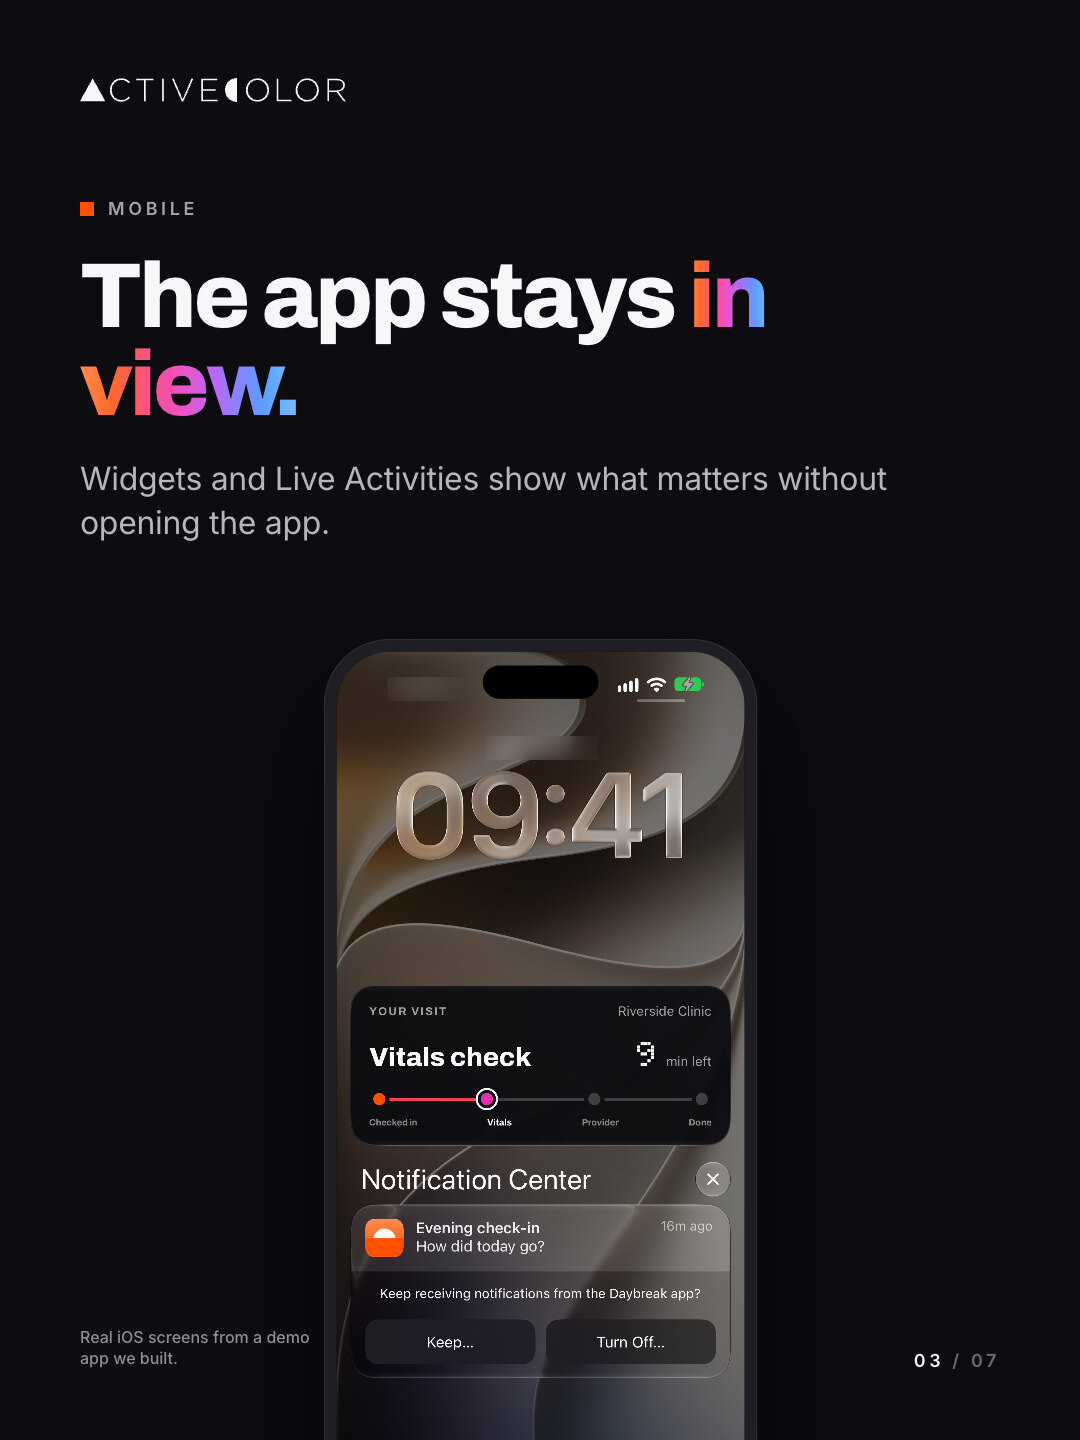 ACTIVECOLOR
MOBILE
The app stays in
view.
Widgets and Live Activities show what matters without
opening the app.
09:41
YOUR VISIT
Riverside Clinic
Vitals check
9 min left
Checked in
Vitals
Provider
Done
Notification Center
Evening check-in
16m ago
How did today go?
Keep receiving notifications from the Daybreak app?
Keep...
Turn Off...
Real iOS screens from a demo
app we built.
03 / 07